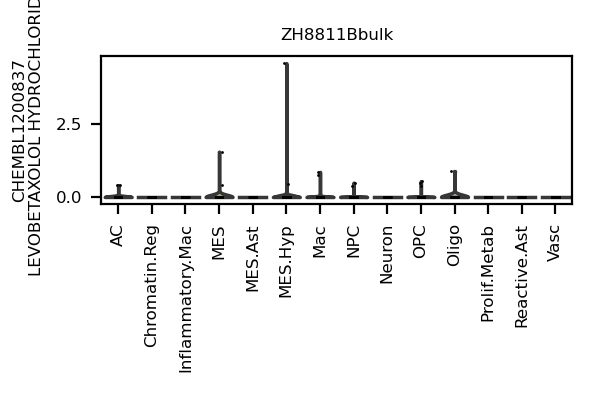 ZH8811Bbulk
CHEMBL1200837
LEVOBETAXOLOL HYDROCHLORID
2.5
0.0
AC
Chromatin.Reg
Inflammatory.Mac
MES
MES.Ast
MES.Hyp
Mac
NPC
Neuron
OPC
Oligo
Prolif.Metab
Reactive.Ast
Vasc